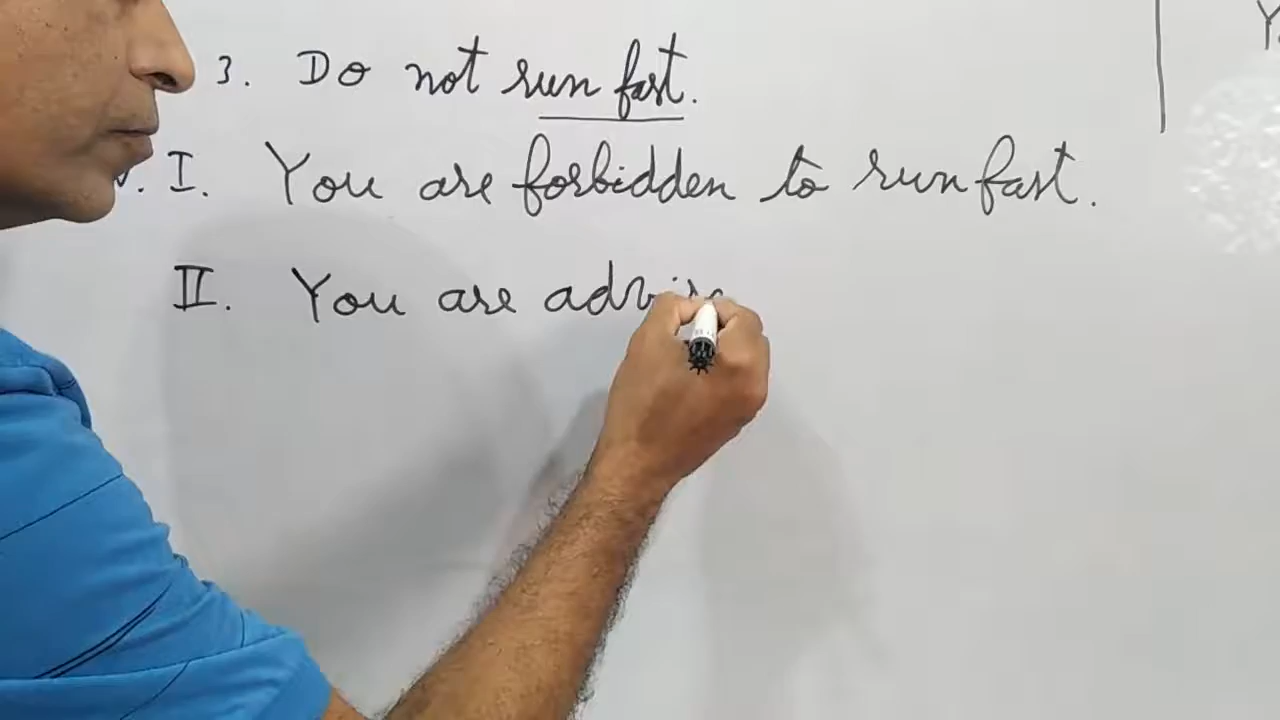 3. Do not run fast.
I. You are forbidden to run fast.
II. You are